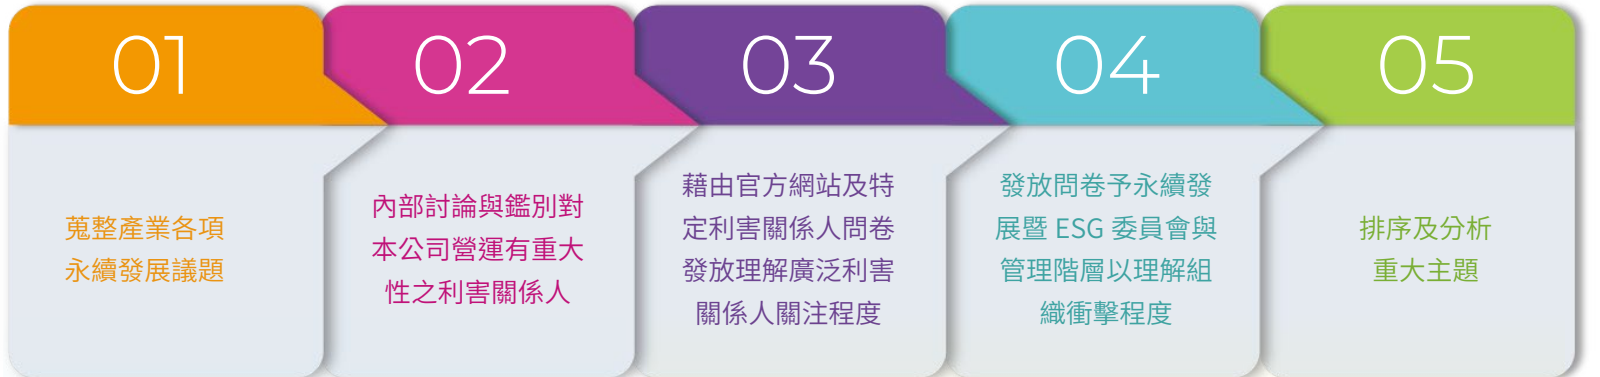 01
蒐整產業各項
永續發展議題
02
內部討論與鑑別對
本公司營運有重大
性之利害關係人
03
藉由官方網站及特
定利害關係人問卷
發放理解廣泛利害
關係人關注程度
04
發放問卷予永續發
展暨 ESG 委員會與
管理階層以理解組
織衝擊程度
05
排序及分析
重大主題